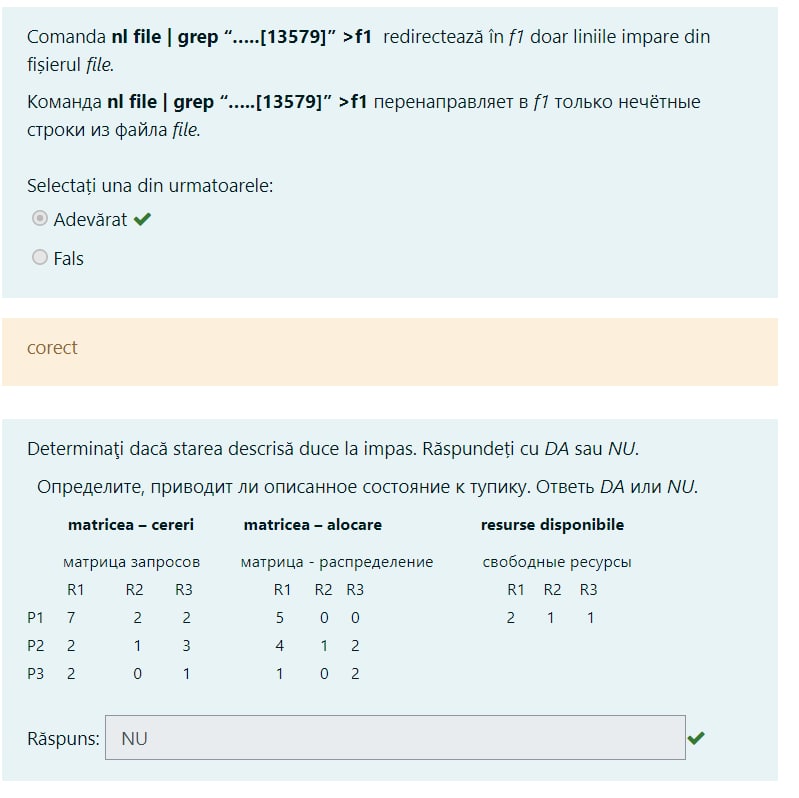 Comanda nl file | grep “…..[13579]” >f1 redirectează în f1 doar liniile impare din
fișierul file.
Команда nl file | grep “…..[13579]” >f1 перенаправляет в f1 только нечётные
строки из файла file.
Selectați una din urmatoarele:
Adevărat
Fals
corect
Determinaţi dacă starea descrisă duce la impas. Răspundeți cu DA sau NU.
Определите, приводит ли описанное состояние к тупику. Ответь DA или NU.
matricea – cereri matricea – alocare resurse disponibile
матрица запросов матрица - распределение свободные ресурсы
R1 R2 R3 R1 R2 R3 R1 R2 R3
P1 7 2 2 5 0 0 2 1 1
P2 2 1 3 4 1 2
P3 2 0 1 1 0 2
Răspuns: NU